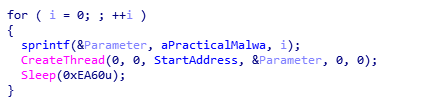 for ( i = 0; ; ++i )
{
sprintf(&Parameter, aPracticalMalwa, i);
CreateThread(0, 0, StartAddress, &Parameter, 0, 0);
Sleep(0xEA60u);
}